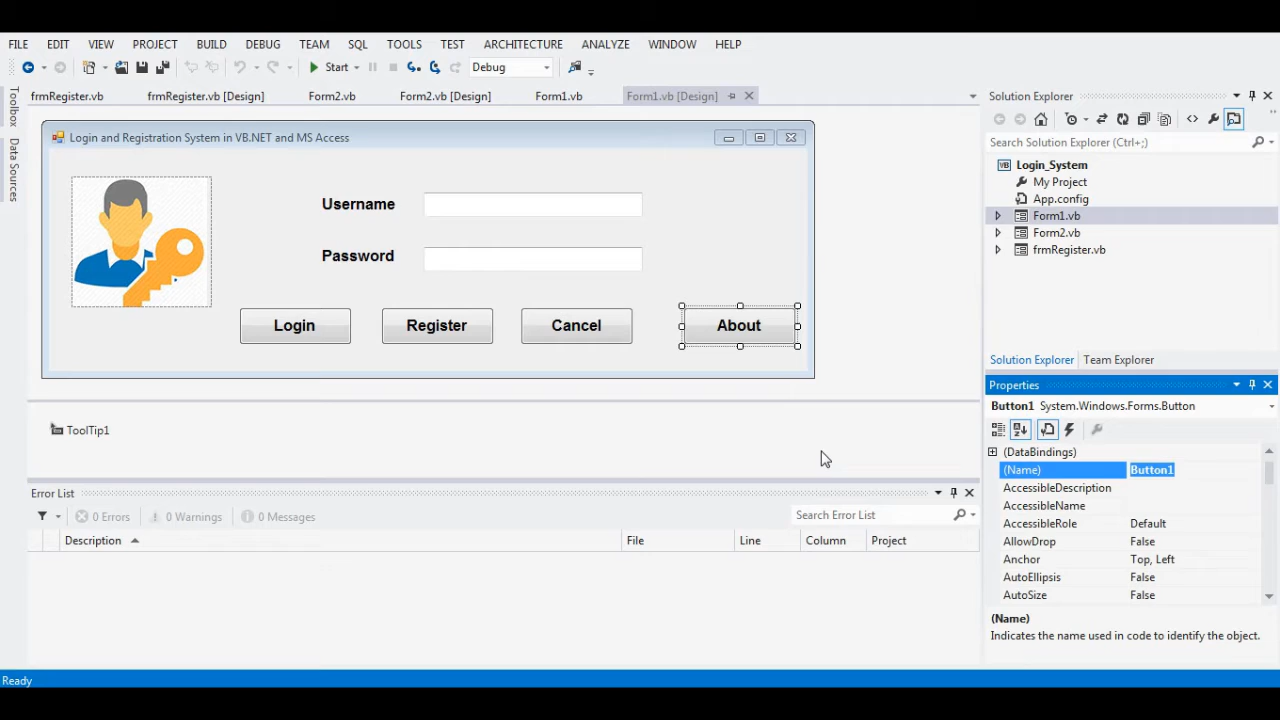 FILE EDIT VIEW PROJECT BUILD DEBUG TEAM SQL TOOLS TEST ARCHITECTURE ANALYZE WINDOW HELP
Start Debug
Toolbox
Data Sources
frmRegister.vb frmRegister.vb [Design] Form2.vb Form2.vb [Design] Form1.vb Form1.vb [Design]
Login and Registration System in VB.NET and MS Access
Username
Password
Login Register Cancel About
ToolTip1
Error List
0 Errors 0 Warnings 0 Messages Search Error List
Description File Line Column Project
Solution Explorer
Search Solution Explorer (Ctrl+;)
VB Login_System
My Project
App.config
Form1.vb
Form2.vb
frmRegister.vb
Solution Explorer Team Explorer
Properties
Button1 System.Windows.Forms.Button
(DataBindings)
(Name) Button1
AccessibleDescription
AccessibleName
AccessibleRole Default
AllowDrop False
Anchor Top, Left
AutoEllipsis False
AutoSize False
(Name)
Indicates the name used in code to identify the object.
Ready